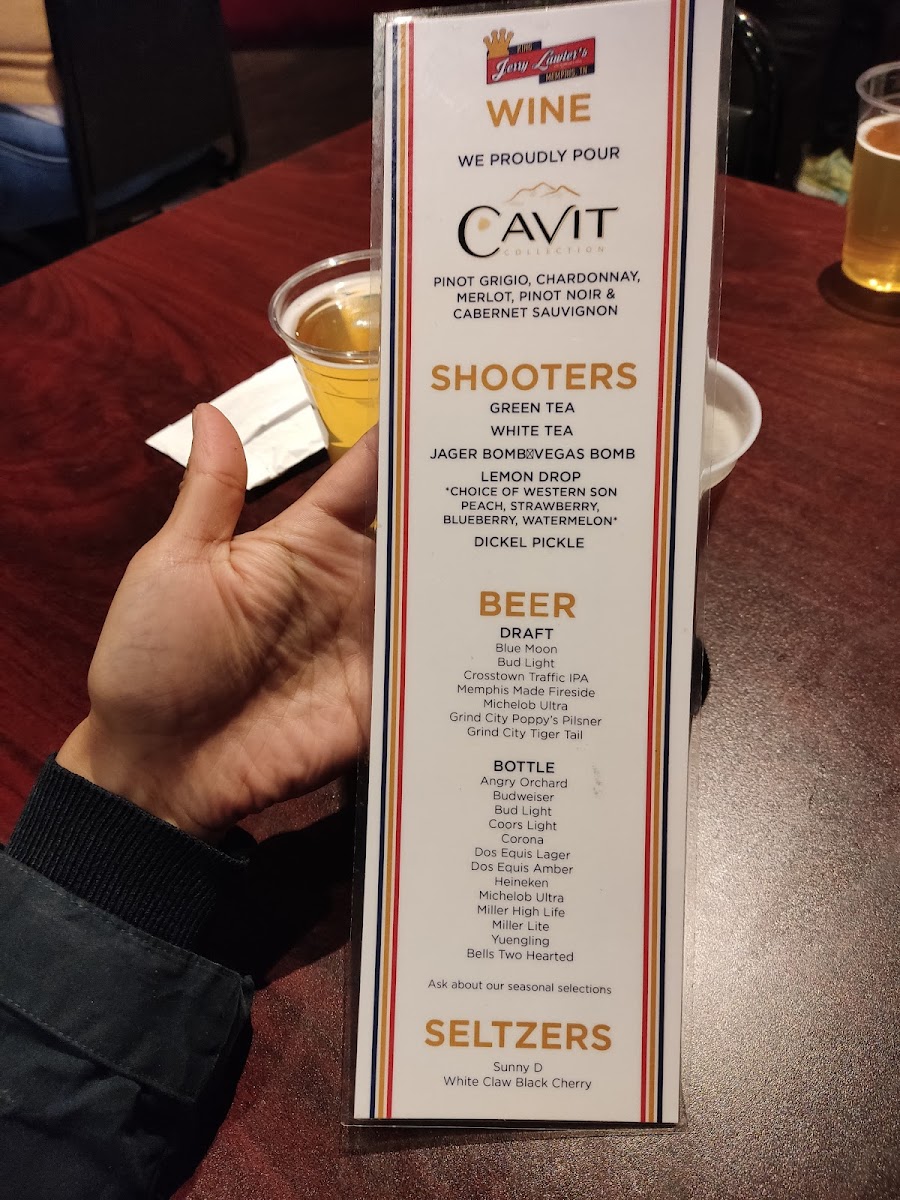 KING
Jerry Lawler's
MEMPHIS, TN
WINE
WE PROUDLY POUR
CAVIT
COLLECTION
PINOT GRIGIO, CHARDONNAY,
MERLOT, PINOT NOIR &
CABERNET SAUVIGNON
SHOOTERS
GREEN TEA
WHITE TEA
JAGER BOMB▯VEGAS BOMB
LEMON DROP
*CHOICE OF WESTERN SON
PEACH, STRAWBERRY,
BLUEBERRY, WATERMELON*
DICKEL PICKLE
BEER
DRAFT
Blue Moon
Bud Light
Crosstown Traffic IPA
Memphis Made Fireside
Michelob Ultra
Grind City Poppy's Pilsner
Grind City Tiger Tail
BOTTLE
Angry Orchard
Budweiser
Bud Light
Coors Light
Corona
Dos Equis Lager
Dos Equis Amber
Heineken
Michelob Ultra
Miller High Life
Miller Lite
Yuengling
Bells Two Hearted
Ask about our seasonal selections
SELTZERS
Sunny D
White Claw Black Cherry